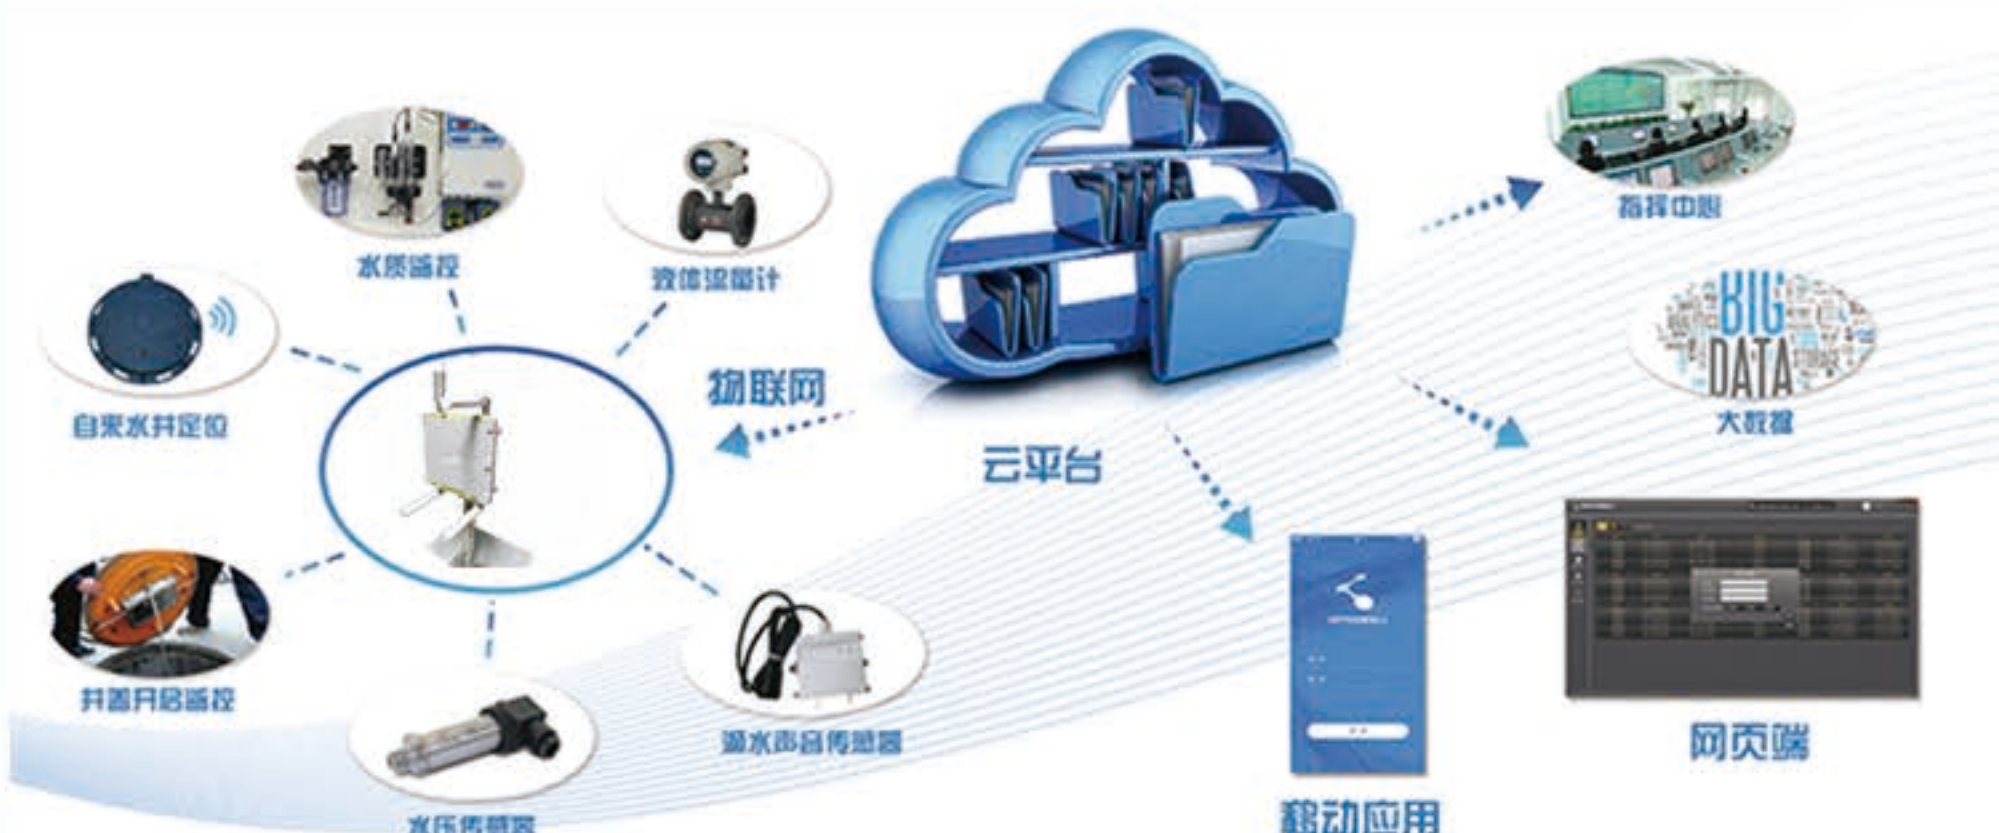 水质监控
液体流量计
自来水井定位
物联网
云平台
指挥中心
BIG
DATA
大数据
井盖开启监控
漏水声音传感器
水压传感器
移动应用
网页端